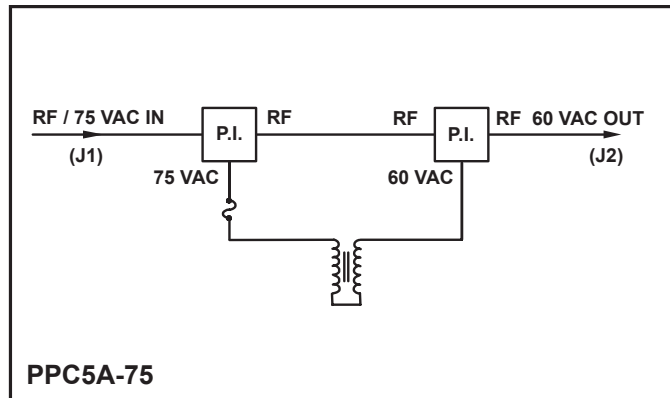 RF / 75 VAC IN
(J1)
P.I.
RF
RF
P.I.
RF 60 VAC OUT
(J2)
75 VAC
60 VAC
PPC5A-75